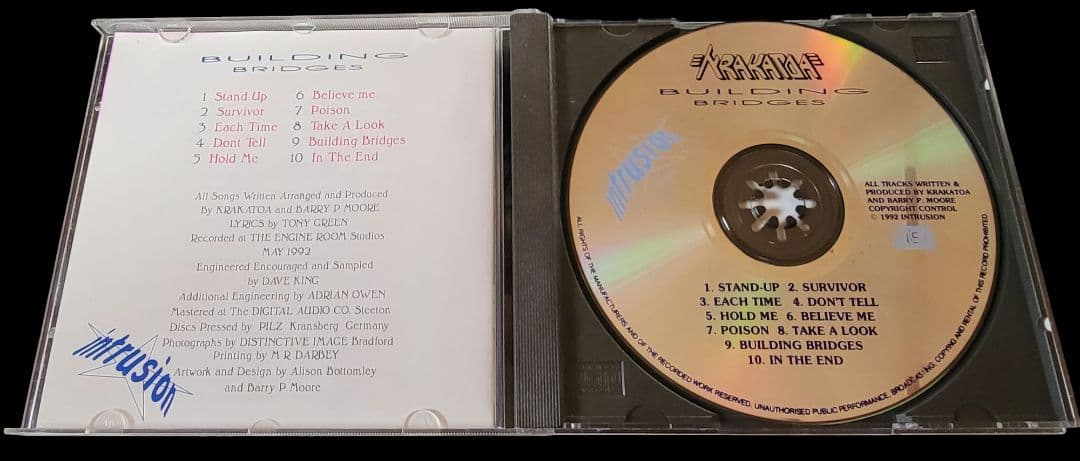 BUILDING
BRIDGES
1 Stand Up
2 Survivor
3 Each Time
4 Dont Tell
5 Hold Me
6 Believe me
7 Poison
8 Take A Look
9 Building Bridges
10 In The End
All Songs Written Arranged and Produced
By KRAKATOA and BARRY P MOORE
LYRICS by TONY GREEN
Recorded at THE ENGINE ROOM Studios
MAY 1992
Engineered Encouraged and Sampled
by DAVE KING
Additional Engineering by ADRIAN OWEN
Mastered at The DIGITAL AUDIO CO. Steeton
Discs Pressed by PILZ Kransberg Germany
Photographs by DISTINCTIVE IMAGE Bradford
Printing by M R DARBEY
Artwork and Design by Alison Bottomley
and Barry P Moore
intrusion
KRAKATOA
BUILDING
BRIDGES
intrusion
ALL TRACKS WRITTEN &
PRODUCED BY KRAKATOA
AND BARRY P. MOORE
COPYRIGHT CONTROL
© 1992 INTRUSION
1. STAND-UP 2. SURVIVOR
3. EACH TIME 4. DON'T TELL
5. HOLD ME 6. BELIEVE ME
7. POISON 8. TAKE A LOOK
9. BUILDING BRIDGES
10. IN THE END
ALL RIGHTS OF THE MANUFACTURERS AND OF THE RECORDED WORK RESERVED. UNAUTHORISED PUBLIC PERFORMANCE, BROADCASTING, COPYING AND RENTAL OF THIS RECORD PROHIBITED